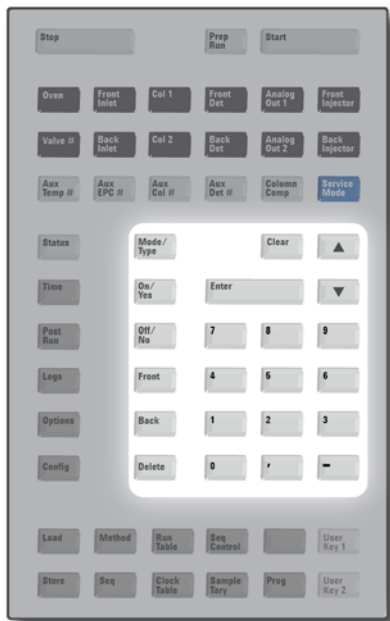 Stop Prep Run Start
Oven Front Inlet Col 1 Front Det Analog Out 1 Front Injector
Valve # Back Inlet Col 2 Back Det Analog Out 2 Back Injector
Aux Temp # Aux EPC # Aux Col # Aux Det # Column Comp Service Mode
Status Mode/ Type Clear ▲
Time On/ Yes Enter ▼
Post Run Off/ No 7 8 9
Logs Front 4 5 6
Options Back 1 2 3
Config Delete 0 , -
Load Method Run Table Seq Control User Key 1
Store Seq Clock Table Sample Tary Prog User Key 2